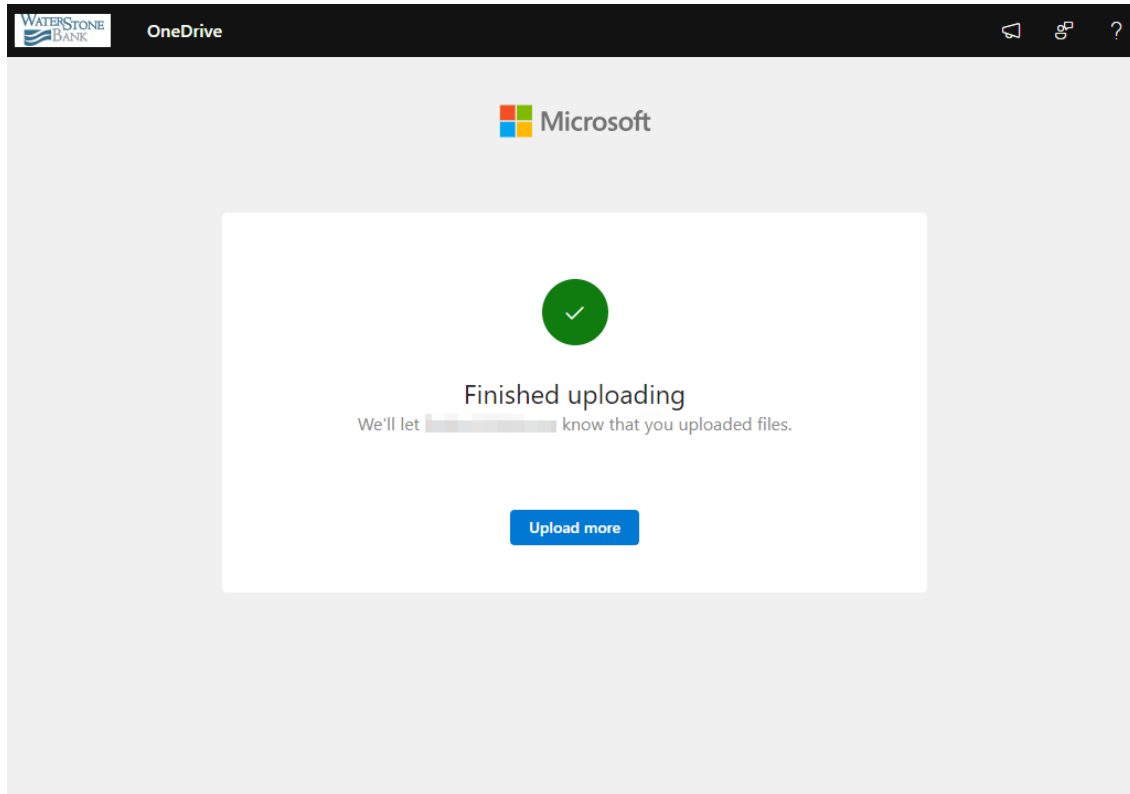 WATERSTONE
BANK
OneDrive
?
Microsoft
Finished uploading
We'll let know that you uploaded files.
Upload more